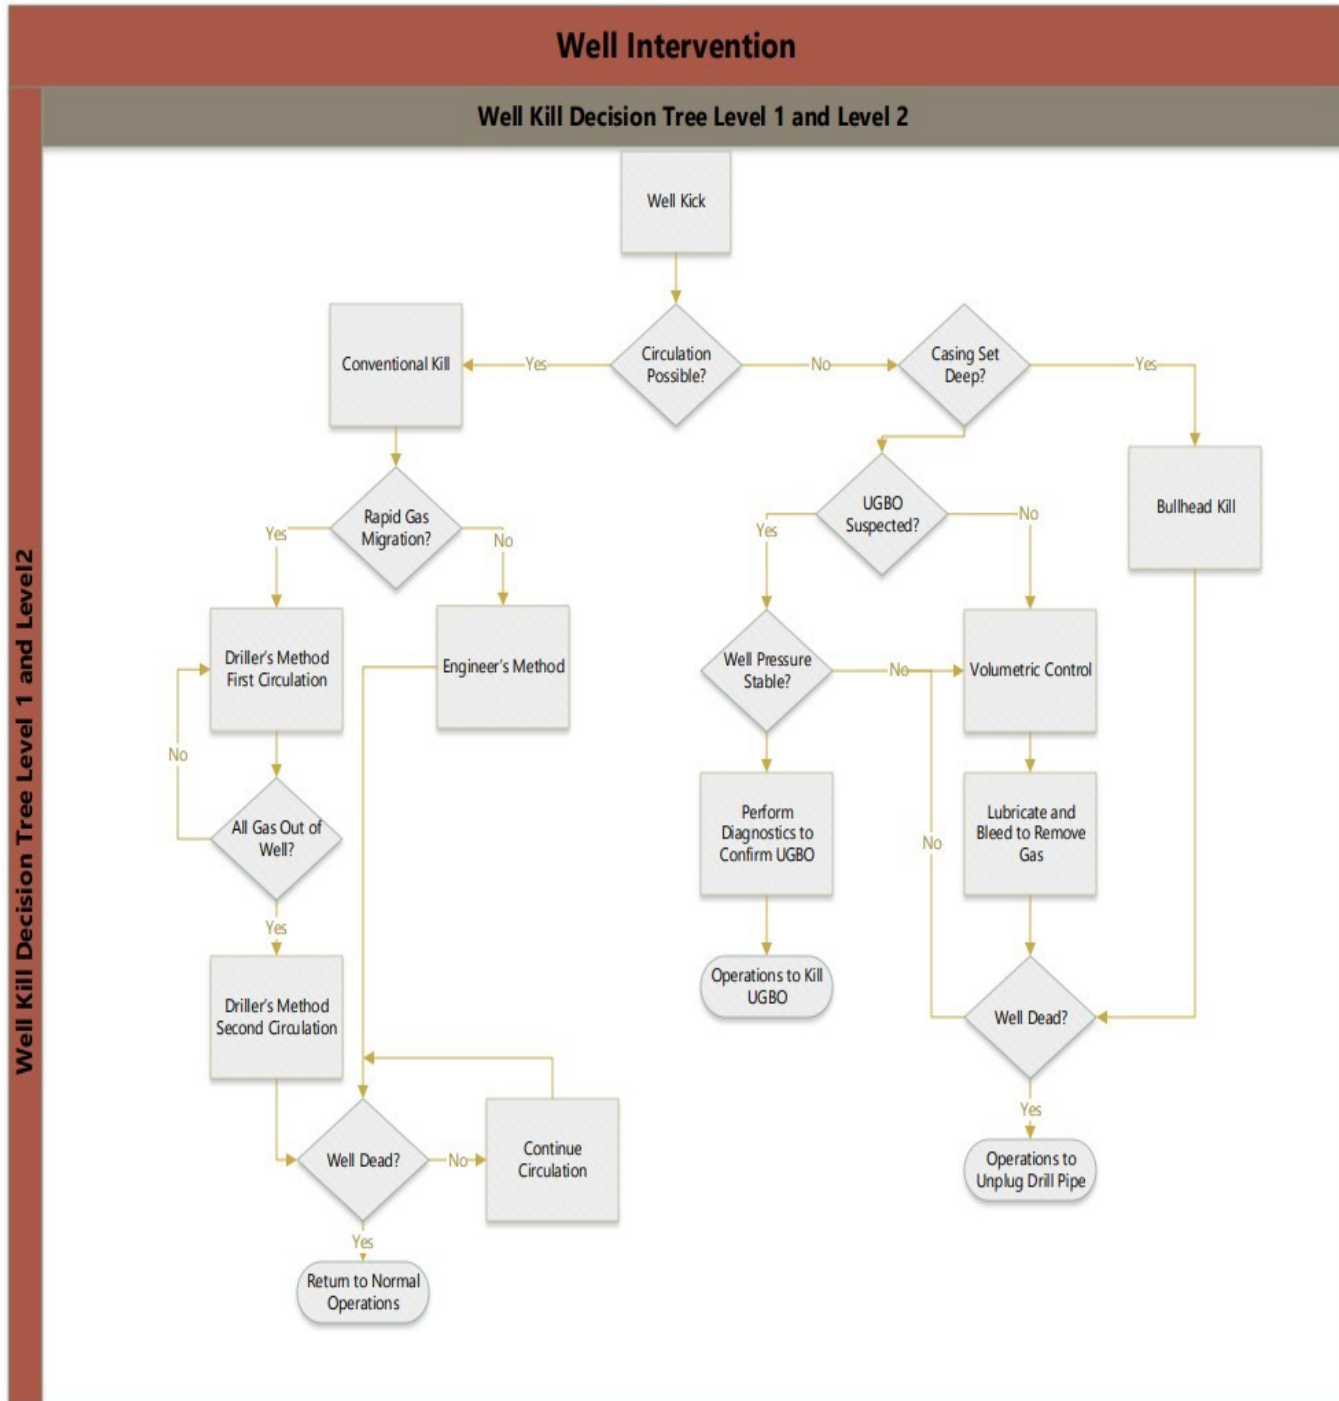 Well Intervention
Well Kill Decision Tree Level 1 and Level 2
Well Kill Decision Tree Level 1 and Level2
Well Kick
Conventional Kill
Yes
Circulation
Possible?
No
Casing Set
Deep?
Yes
Rapid Gas
Migration?
Yes
No
UGBO
Suspected?
Yes
No
Bullhead Kill
Driller's Method
First Circulation
Engineer's Method
Well Pressure
Stable?
No
Volumetric Control
No
All Gas Out of
Well?
Perform
Diagnostics to
Confirm UGBO
No
Lubricate and
Bleed to Remove
Gas
Yes
Driller's Method
Second Circulation
Operations to Kill
UGBO
Well Dead?
Yes
Well Dead?
No
Continue
Circulation
Operations to
Unplug Drill Pipe
Yes
Return to Normal
Operations